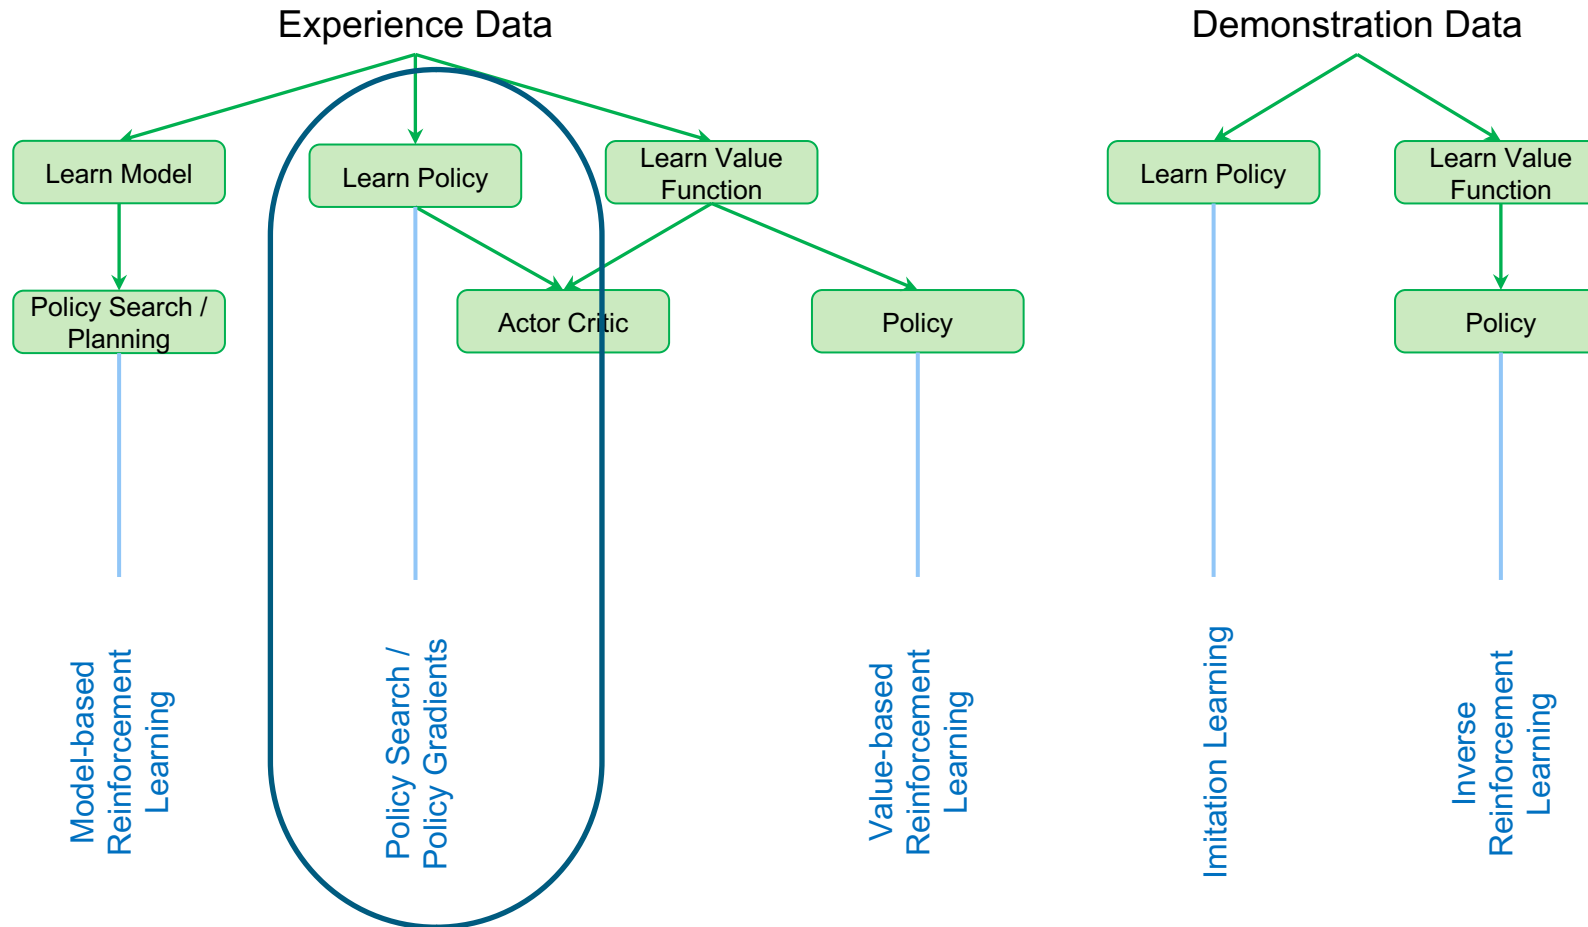 Experience Data
Demonstration Data
Learn Model
Learn Policy
Learn Value
Function
Learn Policy
Learn Value
Function
Policy Search /
Planning
Actor Critic
Policy
Policy
Model-based
Reinforcement
Learning
Policy Search /
Policy Gradients
Value-based
Reinforcement
Learning
Imitation Learning
Inverse
Reinforcement
Learning